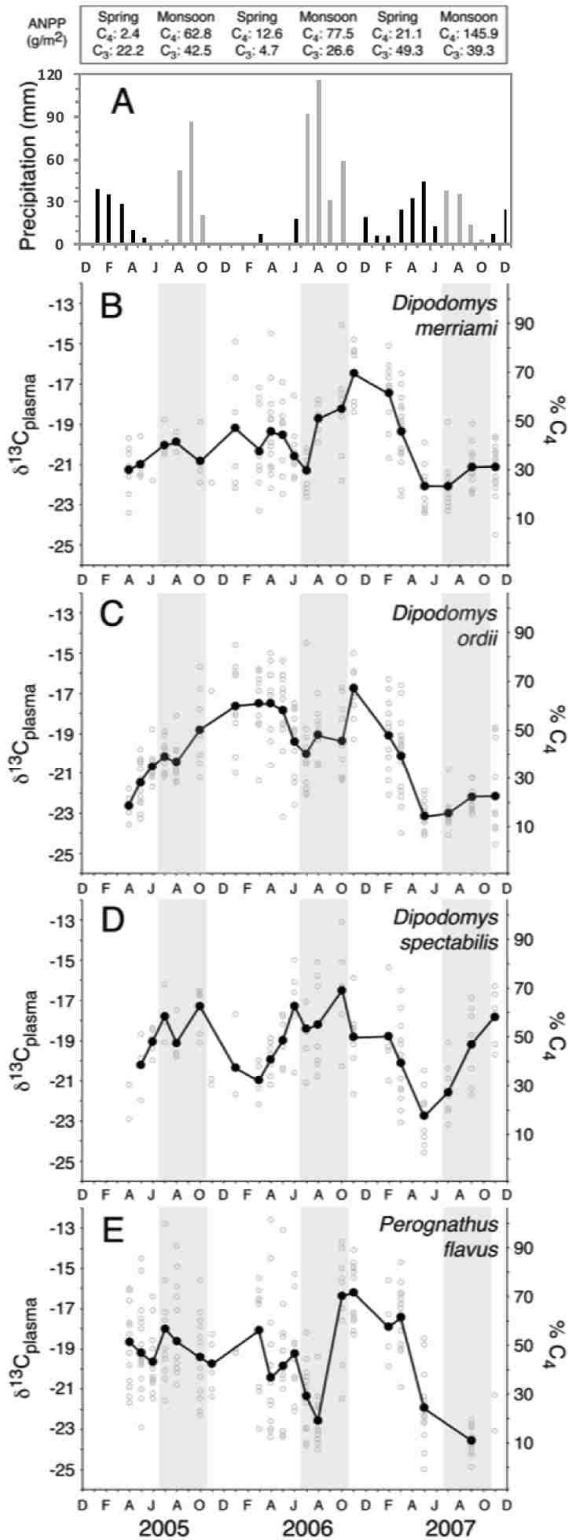 ANPP (g/m²)
Spring Monsoon Spring Monsoon Spring Monsoon
C₄: 2.4 C₄: 62.8 C₄: 12.6 C₄: 77.5 C₄: 21.1 C₄: 145.9
C₃: 22.2 C₃: 42.5 C₃: 4.7 C₃: 26.6 C₃: 49.3 C₃: 39.3
A
Precipitation (mm)
120
90
60
30
0
D F A J A O D F A J A O D F A J A O D
B
Dipodomys
merriami
δ¹³Cplasma
-13
-15
-17
-19
-21
-23
-25
% C₄
90
70
50
30
10
D F A J A O D F A J A O D F A J A O D
C
Dipodomys
ordii
δ¹³Cplasma
-13
-15
-17
-19
-21
-23
-25
% C₄
90
70
50
30
10
D F A J A O D F A J A O D F A J A O D
D
Dipodomys
spectabilis
δ¹³Cplasma
-13
-15
-17
-19
-21
-23
-25
% C₄
90
70
50
30
10
D F A J A O D F A J A O D F A J A O D
E
Perognathus
flavus
δ¹³Cplasma
-13
-15
-17
-19
-21
-23
-25
% C₄
90
70
50
30
10
D F A J A O D F A J A O D F A J A O D
2005 2006 2007